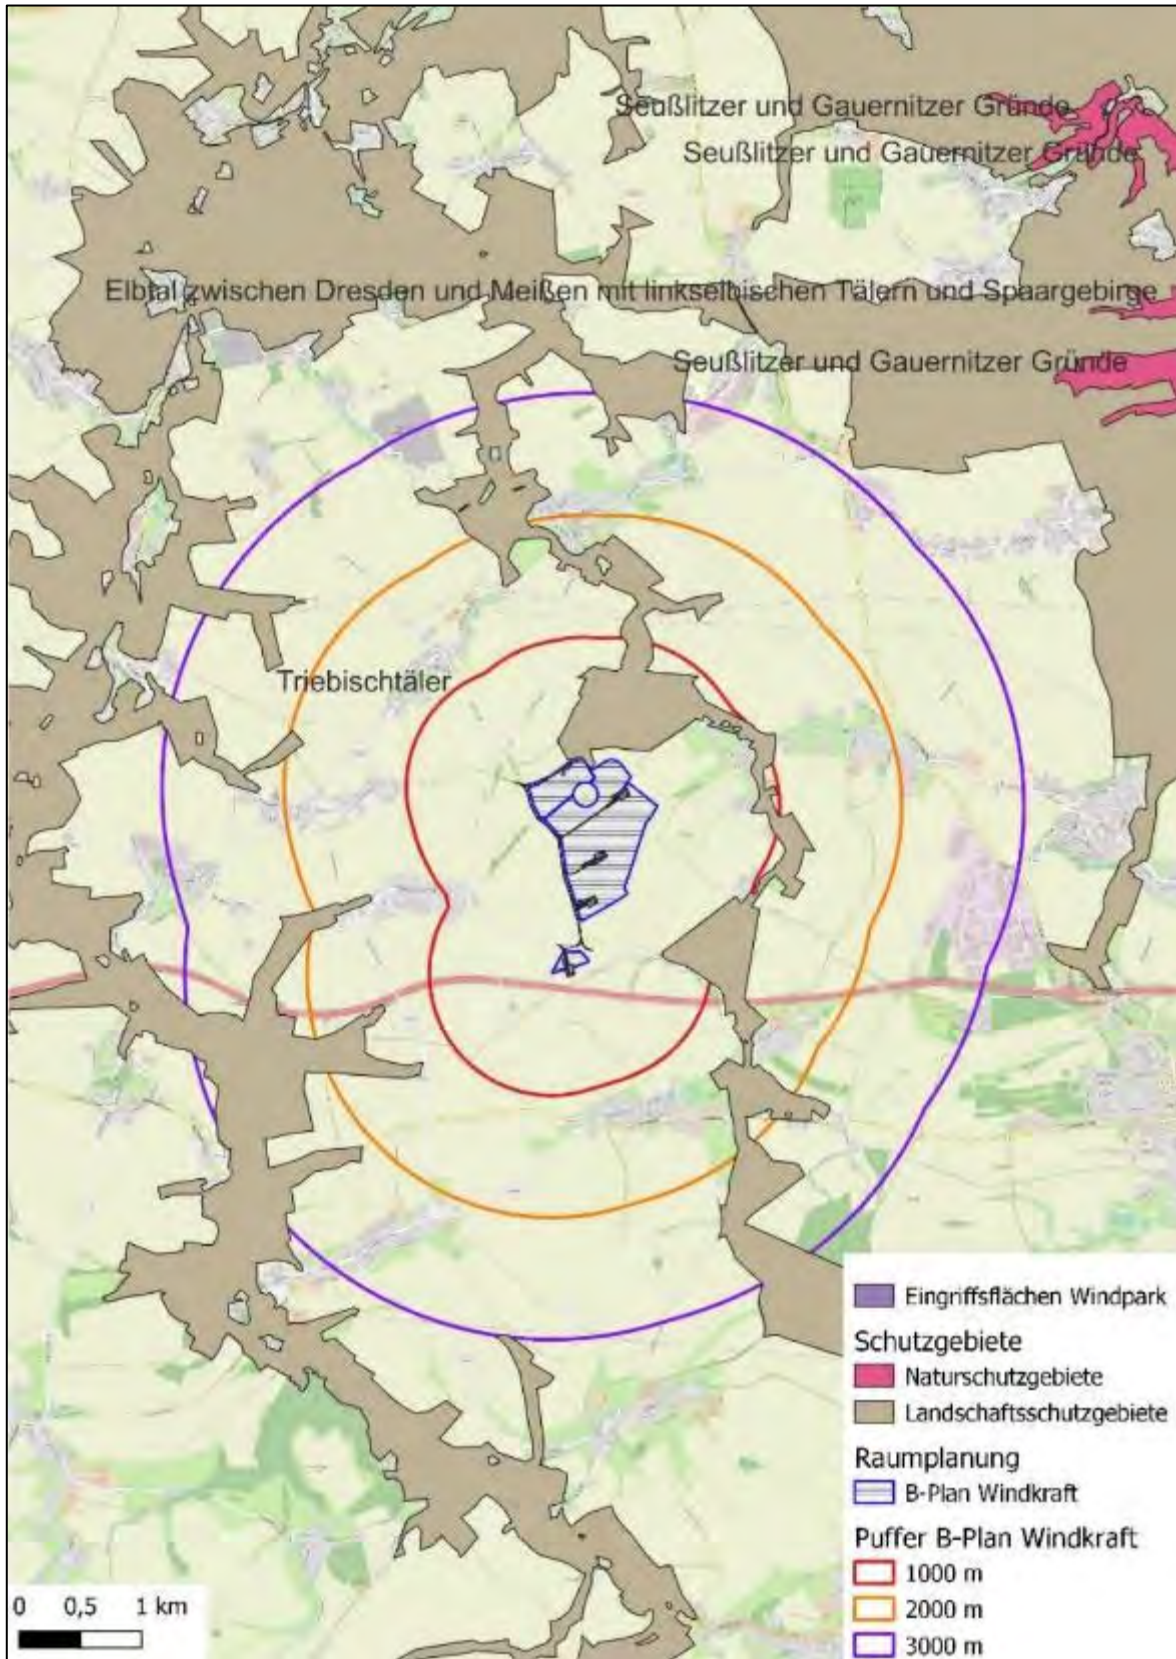 Seußlitzer und Gauernitzer Gründe
Seußlitzer und Gauernitzer Gründe
Elbtal zwischen Dresden und Meißen mit linkselbischen Tälern und Spaargebirge
Seußlitzer und Gauernitzer Gründe
Triebischtäler
Eingriffsflächen Windpark
Schutzgebiete
Naturschutzgebiete
Landschaftsschutzgebiete
Raumplanung
B-Plan Windkraft
Puffer B-Plan Windkraft
1000 m
2000 m
3000 m
0 0,5 1 km